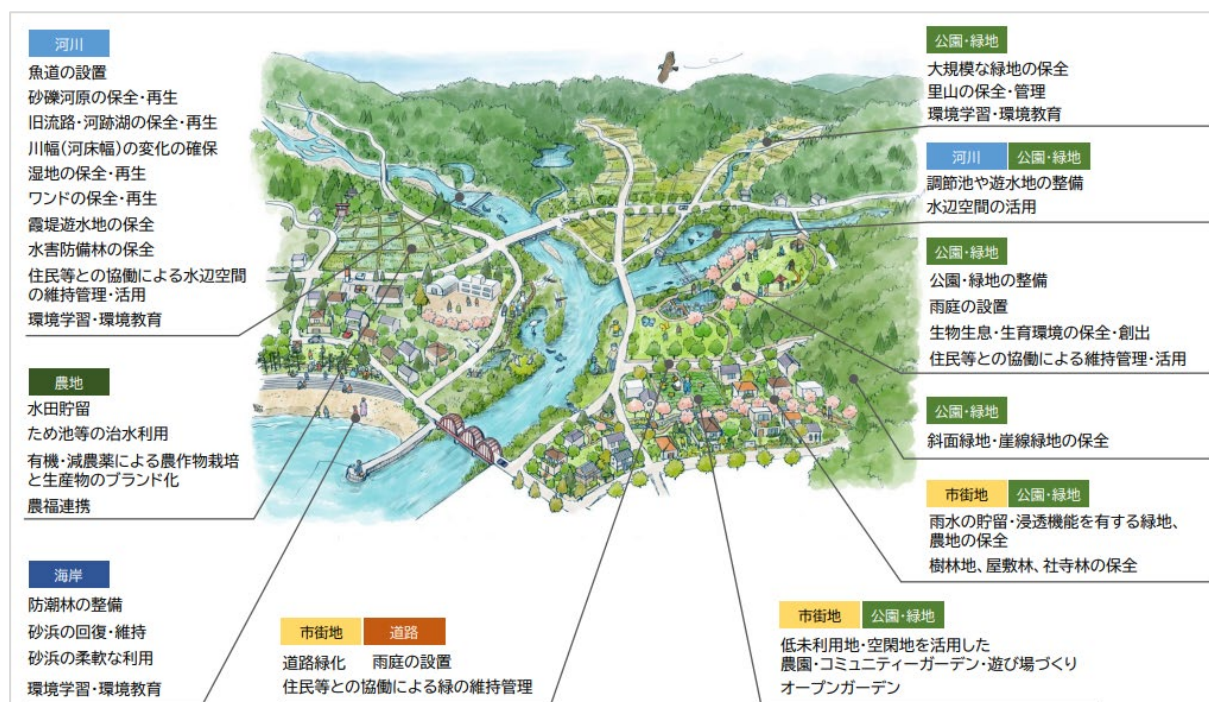 河川
魚道の設置
砂礫河原の保全・再生
旧流路・河跡湖の保全・再生
川幅(河床幅)の変化の確保
湿地の保全・再生
ワンドの保全・再生
霞堤遊水地の保全
水害防備林の保全
住民等との協働による水辺空間
の維持管理・活用
環境学習・環境教育
農地
水田貯留
ため池等の治水利用
有機・減農薬による農作物栽培
と生産物のブランド化
農福連携
海岸
防潮林の整備
砂浜の回復・維持
砂浜の柔軟な利用
環境学習・環境教育
市街地 道路
道路緑化 雨庭の設置
住民等との協働による緑の維持管理
公園・緑地
大規模な緑地の保全
里山の保全・管理
環境学習・環境教育
河川 公園・緑地
調節池や遊水地の整備
水辺空間の活用
公園・緑地
公園・緑地の整備
雨庭の設置
生物生息・生育環境の保全・創出
住民等との協働による維持管理・活用
公園・緑地
斜面緑地・崖線緑地の保全
市街地 公園・緑地
雨水の貯留・浸透機能を有する緑地、
農地の保全
樹林地、屋敷林、社寺林の保全
市街地 公園・緑地
低未利用地・空閑地を活用した
農園・コミュニティーガーデン・遊び場づくり
オープンガーデン